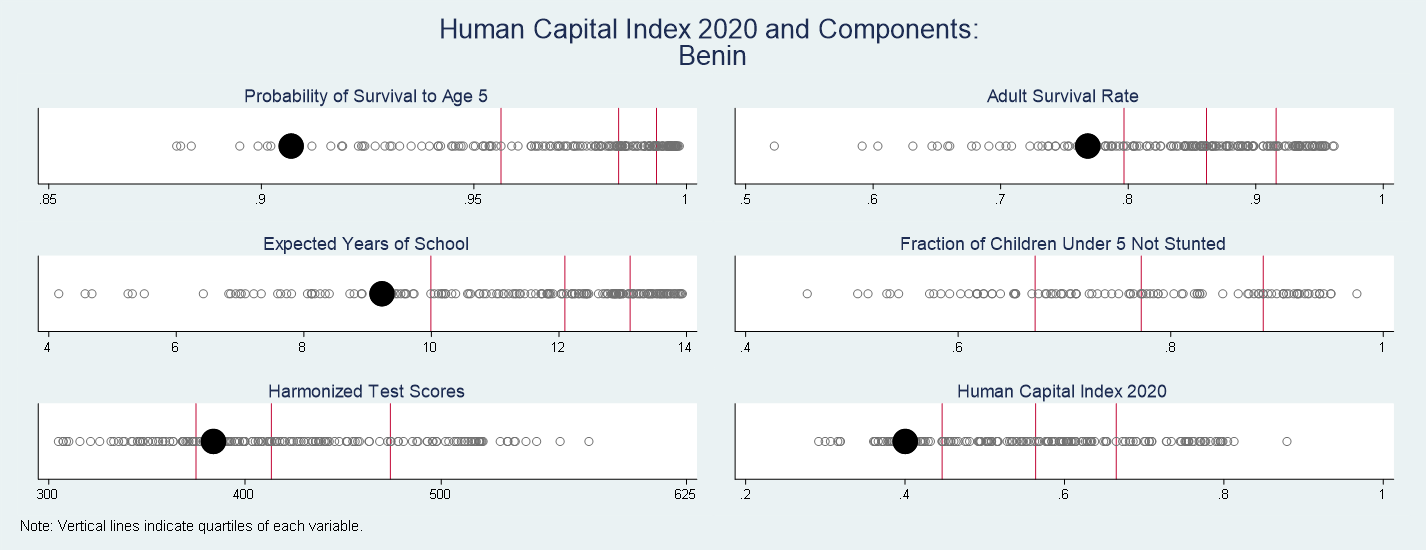 Human Capital Index 2020 and Components:
Benin
Probability of Survival to Age 5
.85 .9 .95 1
Adult Survival Rate
.5 .6 .7 .8 .9 1
Expected Years of School
4 6 8 10 12 14
Fraction of Children Under 5 Not Stunted
.4 .6 .8 1
Harmonized Test Scores
300 400 500 625
Human Capital Index 2020
.2 .4 .6 .8 1
Note: Vertical lines indicate quartiles of each variable.